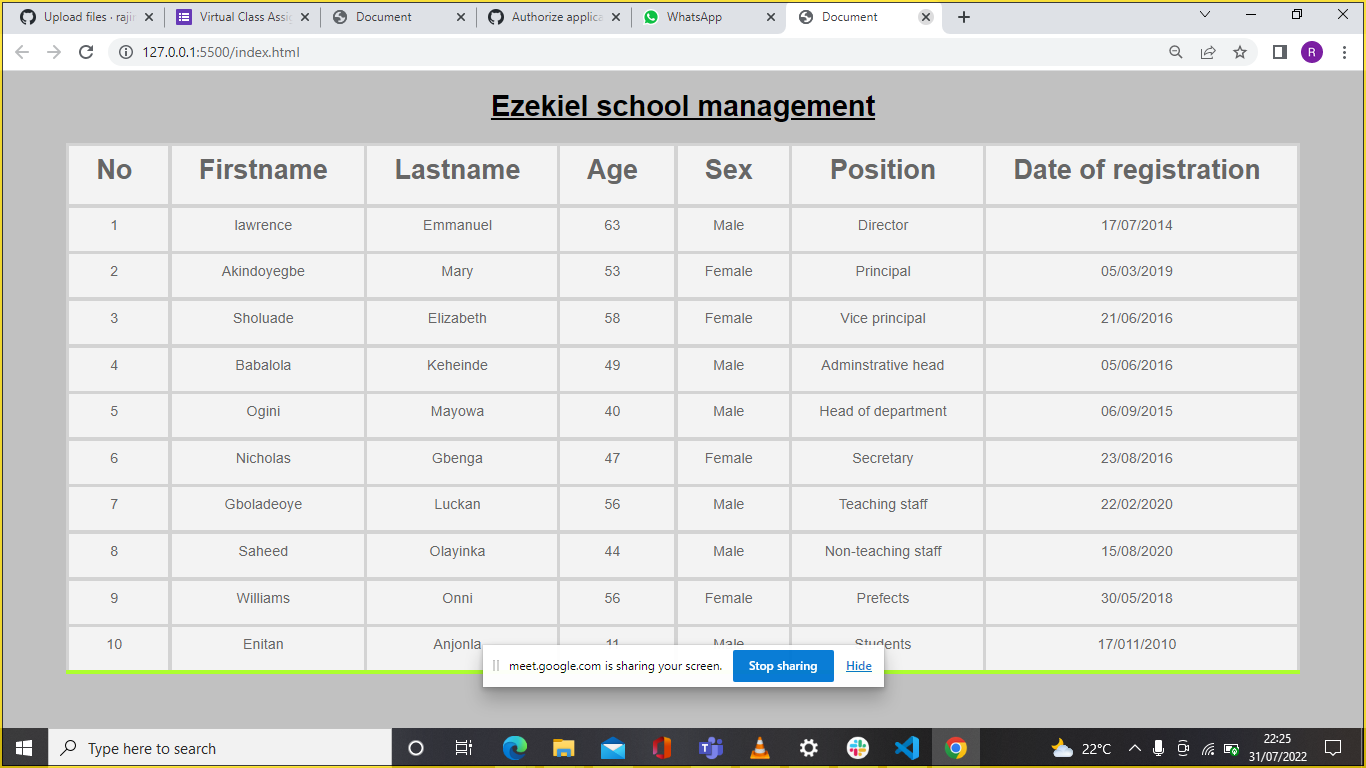 Upload files · rajir
Virtual Class Assig
Document
Authorize applica
WhatsApp
Document
127.0.0.1:5500/index.html
R
Ezekiel school management
No Firstname Lastname Age Sex Position Date of registration
1 lawrence Emmanuel 63 Male Director 17/07/2014
2 Akindoyegbe Mary 53 Female Principal 05/03/2019
3 Sholuade Elizabeth 58 Female Vice principal 21/06/2016
4 Babalola Keheinde 49 Male Adminstrative head 05/06/2016
5 Ogini Mayowa 40 Male Head of department 06/09/2015
6 Nicholas Gbenga 47 Female Secretary 23/08/2016
7 Gboladeoye Luckan 56 Male Teaching staff 22/02/2020
8 Saheed Olayinka 44 Male Non-teaching staff 15/08/2020
9 Williams Onni 56 Female Prefects 30/05/2018
10 Enitan Anjonla 11 Male Students 17/011/2010
meet.google.com is sharing your screen. Stop sharing Hide
Type here to search
22°C
22:25
31/07/2022